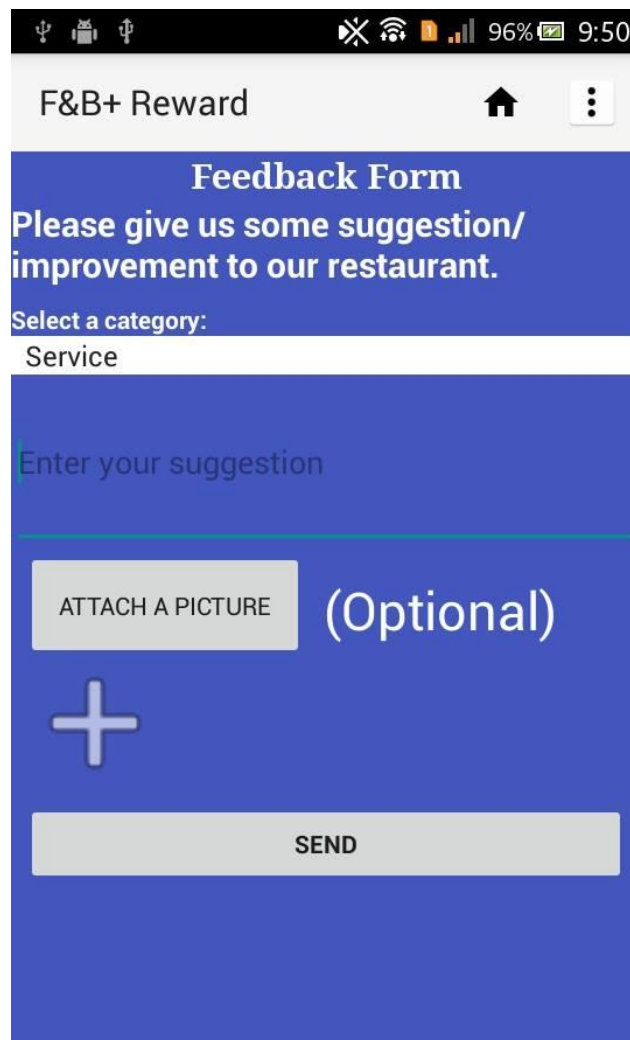 96% 9:50
F&B+ Reward
Feedback Form
Please give us some suggestion/
improvement to our restaurant.
Select a category:
Service
Enter your suggestion
ATTACH A PICTURE (Optional)
SEND